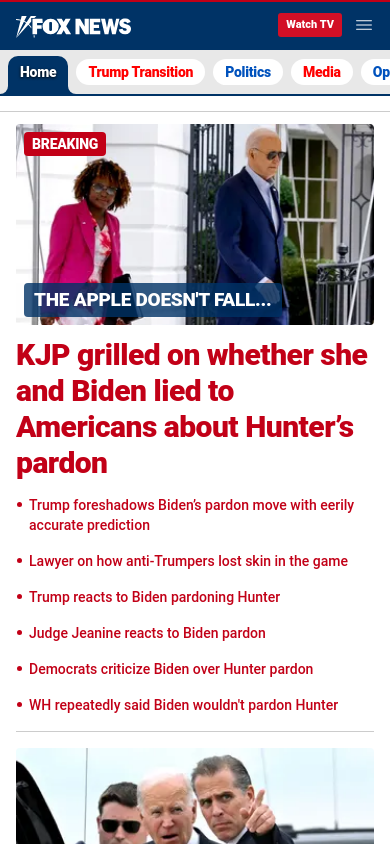 FOX NEWS
Watch TV
Home
Trump Transition
Politics
Media
Op
BREAKING
THE APPLE DOESN'T FALL...
KJP grilled on whether she
and Biden lied to
Americans about Hunter’s
pardon
• Trump foreshadows Biden’s pardon move with eerily
accurate prediction
• Lawyer on how anti-Trumpers lost skin in the game
• Trump reacts to Biden pardoning Hunter
• Judge Jeanine reacts to Biden pardon
• Democrats criticize Biden over Hunter pardon
• WH repeatedly said Biden wouldn't pardon Hunter